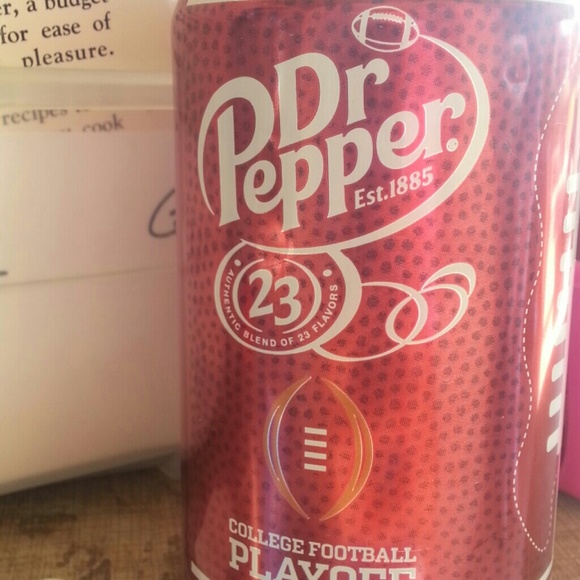 r, a budget
for ease of
pleasure.
recipes
cook
G
Dr
Pepper
Est.1885
23
AUTHENTIC BLEND OF 23 FLAVORS
COLLEGE FOOTBALL
PLAYOFF